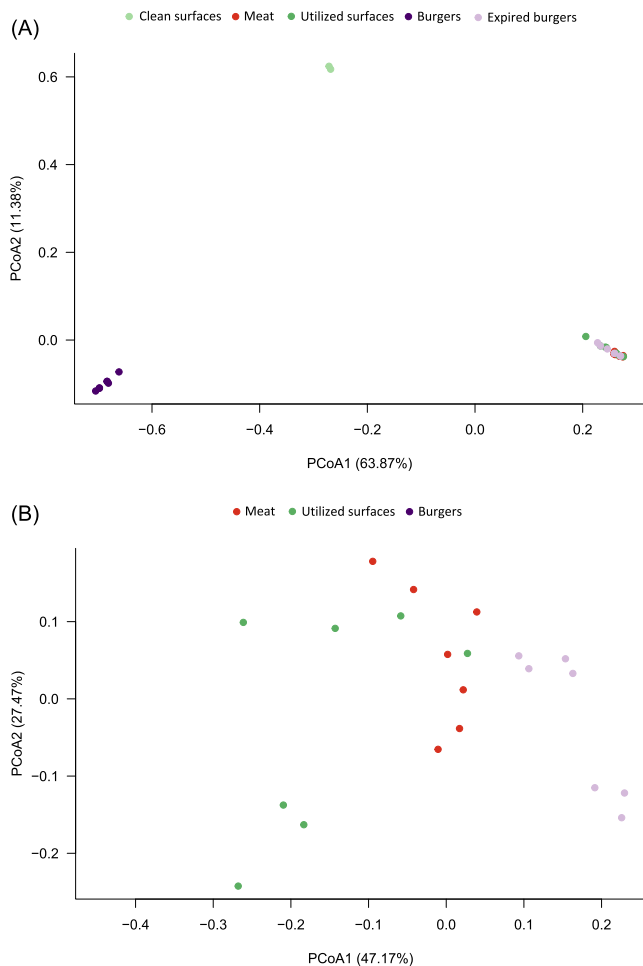 (A)
Clean surfaces Meat Utilized surfaces Burgers Expired burgers
0.6
0.4
0.2
0.0
PCoA2 (11.38%)
−0.6 −0.4 −0.2 0.0 0.2
PCoA1 (63.87%)
(B)
Meat Utilized surfaces Burgers
0.1
0.0
−0.1
−0.2
PCoA2 (27.47%)
−0.4 −0.3 −0.2 −0.1 0.0 0.1 0.2
PCoA1 (47.17%)